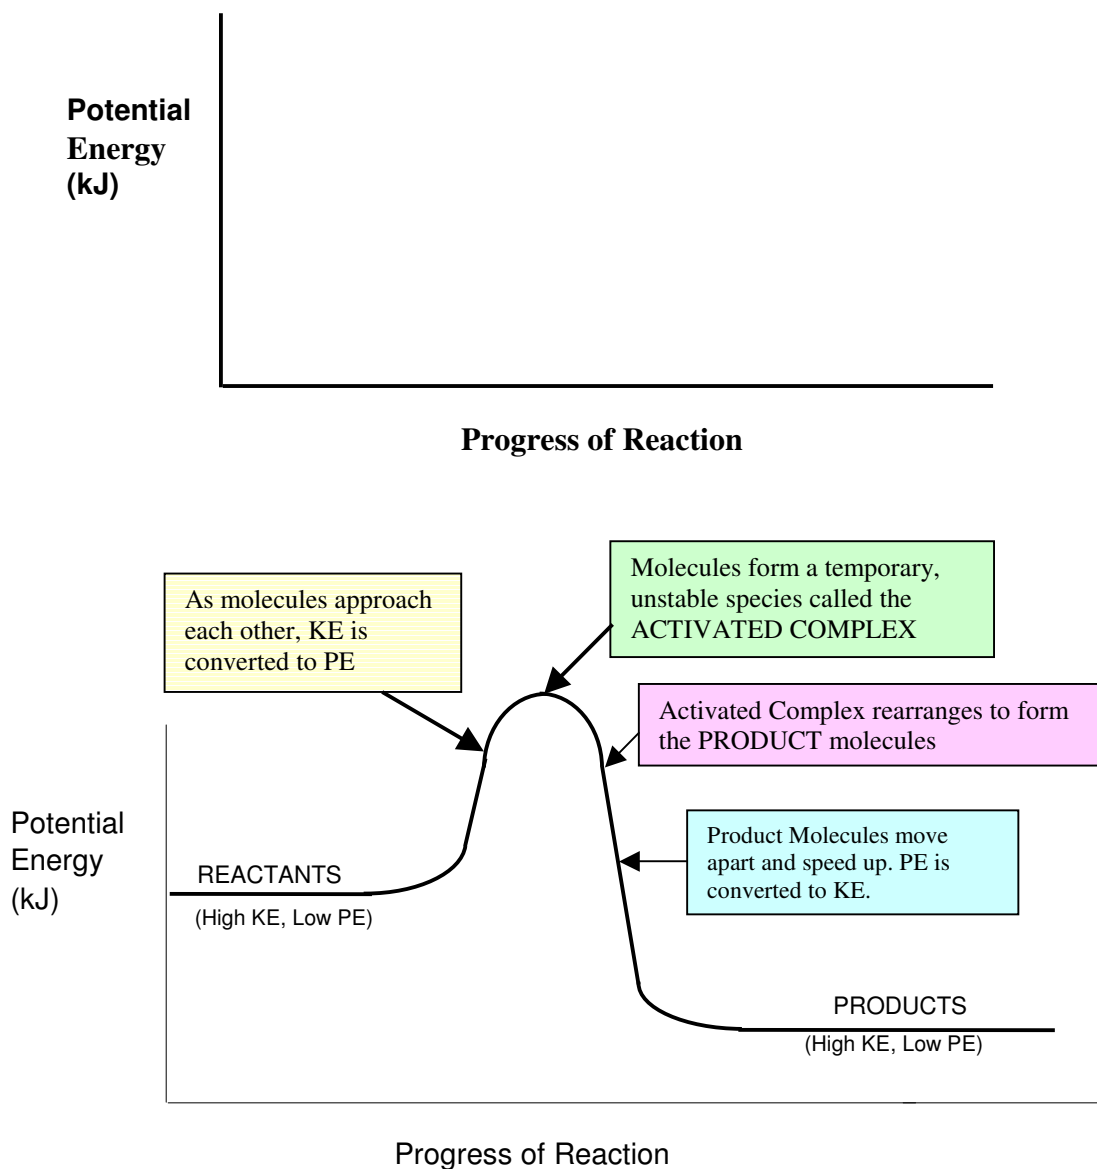 Potential
Energy
(kJ)
Progress of Reaction
As molecules approach
each other, KE is
converted to PE
Molecules form a temporary,
unstable species called the
ACTIVATED COMPLEX
Activated Complex rearranges to form
the PRODUCT molecules
Potential
Energy
(kJ)
REACTANTS
(High KE, Low PE)
Product Molecules move
apart and speed up. PE is
converted to KE.
PRODUCTS
(High KE, Low PE)
Progress of Reaction